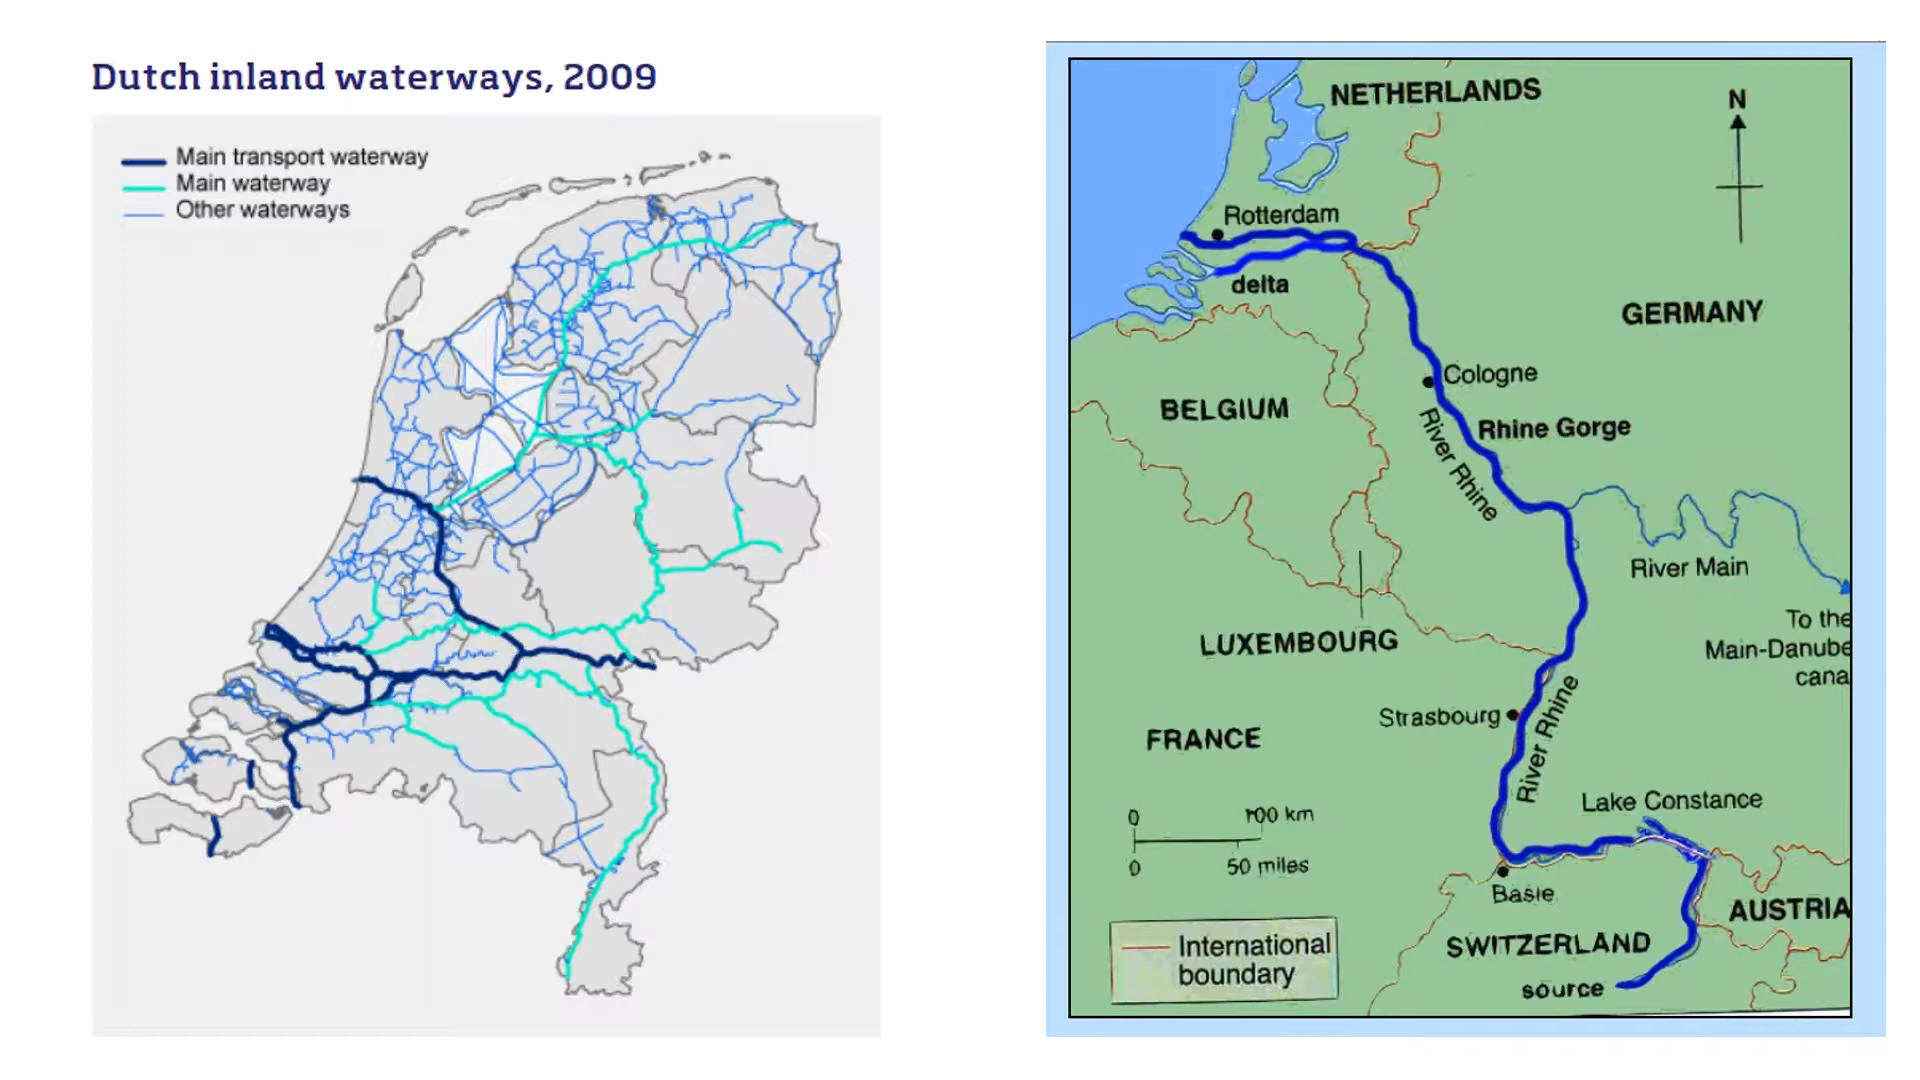 Dutch inland waterways, 2009
Main transport waterway
Main waterway
Other waterways
NETHERLANDS
N
Rotterdam
delta
GERMANY
Cologne
BELGIUM
Rhine Gorge
River Rhine
River Main
To the
Main-Danube
cana
LUXEMBOURG
Strasbourg
River Rhine
FRANCE
Lake Constance
0
100 km
0
50 miles
Basle
AUSTRIA
SWITZERLAND
source
International
boundary